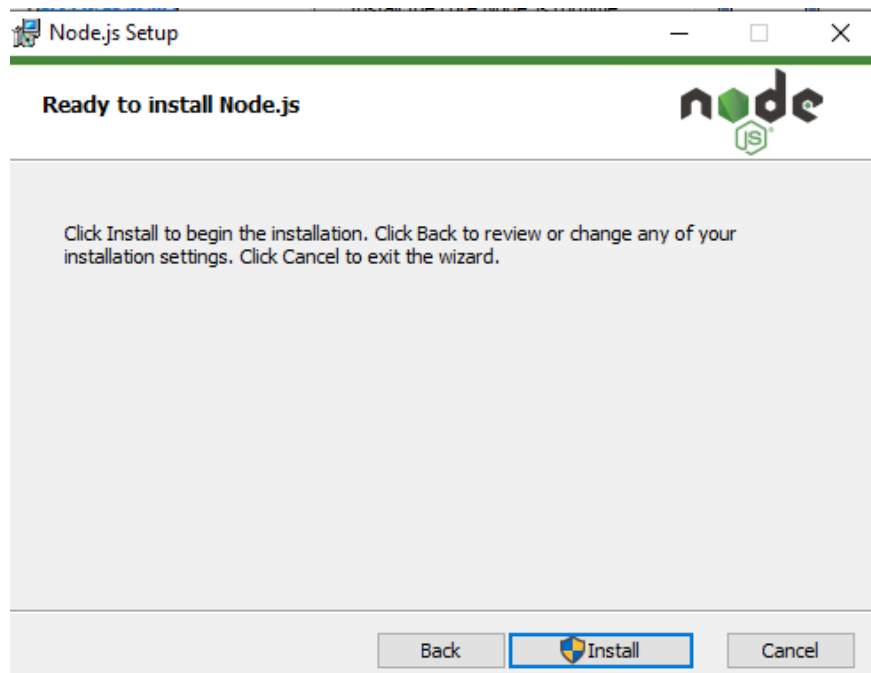 Node.js Setup
Ready to install Node.js
node
JS
Click Install to begin the installation. Click Back to review or change any of your
installation settings. Click Cancel to exit the wizard.
Back
Install
Cancel